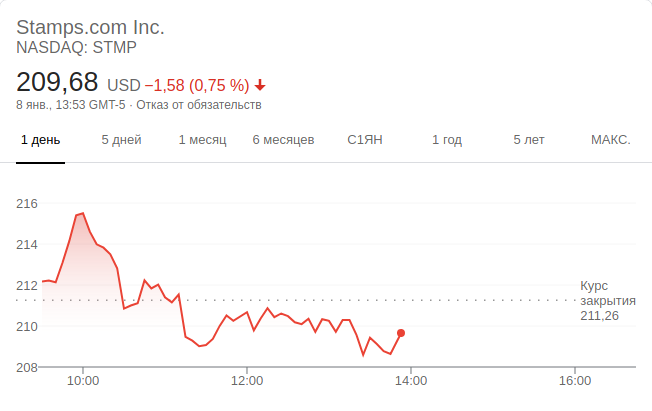 Stamps.com Inc.
NASDAQ: STMP
209,68 USD −1,58 (0,75 %)
8 янв., 13:53 GMT-5 · Отказ от обязательств
1 день 5 дней 1 месяц 6 месяцев С1ЯН 1 год 5 лет МАКС.
216
214
212
210
208
Курс
закрытия
211,26
10:00 12:00 14:00 16:00